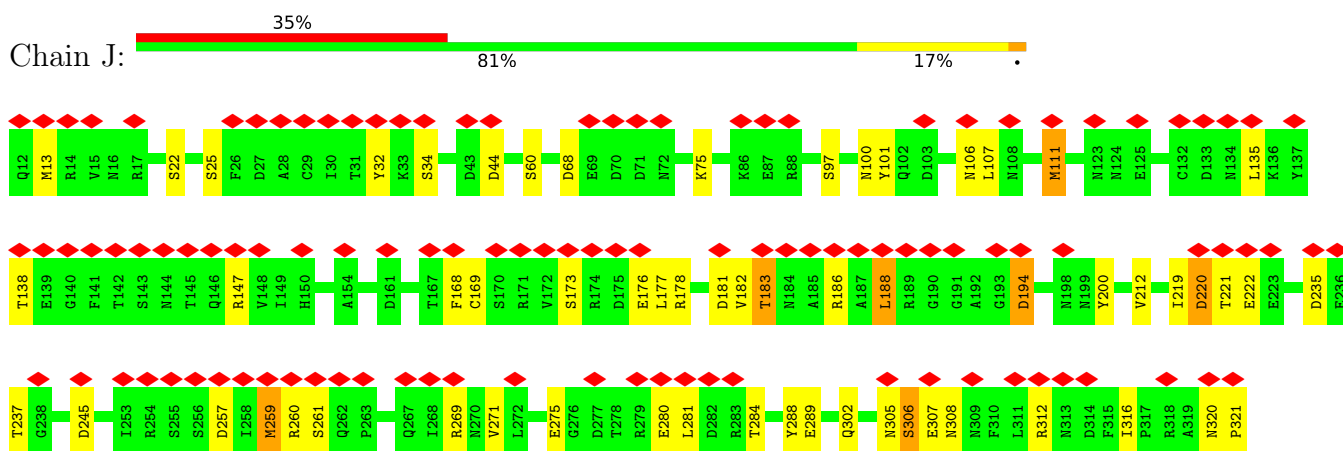 35%
Chain J:
81% 17% •
Q12 M13 R14 V15 N16 R17 S22 S25 F26 D27 A28 C29 I30 T31 Y32 K33 S34 D43 D44 S60 D68 E69 D70 D71 N72 K75 K86 E87 R88 S97 N100 Y101 Q102 D103 N106 L107 N108 M111 N123 N124 E125 C132 D133 N134 L135 K136 Y137
T138 E139 G140 F141 T142 S143 N144 T145 Q146 R147 V148 I149 H150 A154 D161 T167 F168 C169 S170 R171 V172 S173 R174 D175 E176 L177 R178 D181 V182 T183 N184 A185 R186 A187 L188 R189 G190 G191 A192 G193 D194 N198 N199 Y200 V212 I219 D220 T221 E222 E223 D235 E236
T237 G238 D245 I253 R254 S255 S256 D257 I258 M259 R260 S261 Q262 P263 Q267 I268 R269 N270 V271 L272 E275 G276 D277 T278 R279 E280 L281 D282 R283 T284 Y288 E289 Q302 N305 S306 E307 N308 N309 F310 L311 R312 N313 D314 F315 I316 P317 R318 A319 N320 P321